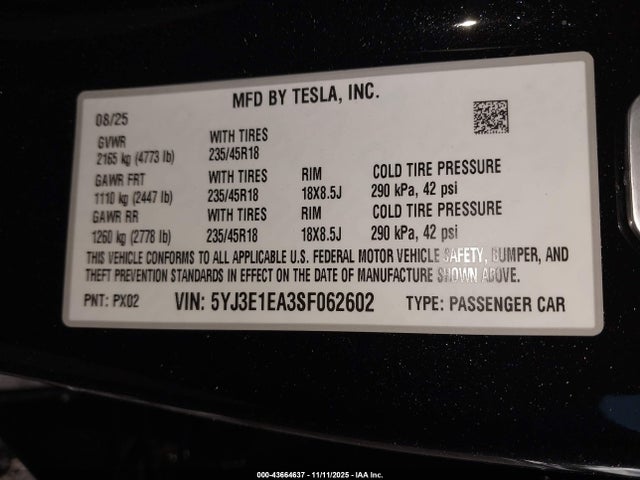 MFD BY TESLA, INC.
08/25
GVWR WITH TIRES
2165 kg (4773 lb) 235/45R18
GAWR FRT WITH TIRES RIM COLD TIRE PRESSURE
1110 kg (2447 lb) 235/45R18 18X8.5J 290 kPa, 42 psi
GAWR RR WITH TIRES RIM COLD TIRE PRESSURE
1260 kg (2778 lb) 235/45R18 18X8.5J 290 kPa, 42 psi
THIS VEHICLE CONFORMS TO ALL APPLICABLE U.S. FEDERAL MOTOR VEHICLE SAFETY, BUMPER, AND
THEFT PREVENTION STANDARDS IN EFFECT ON THE DATE OF MANUFACTURE SHOWN ABOVE.
PNT: PX02 VIN: 5YJ3E1EA3SF062602 TYPE: PASSENGER CAR
000-43664637 - 11/11/2025 - IAA Inc.